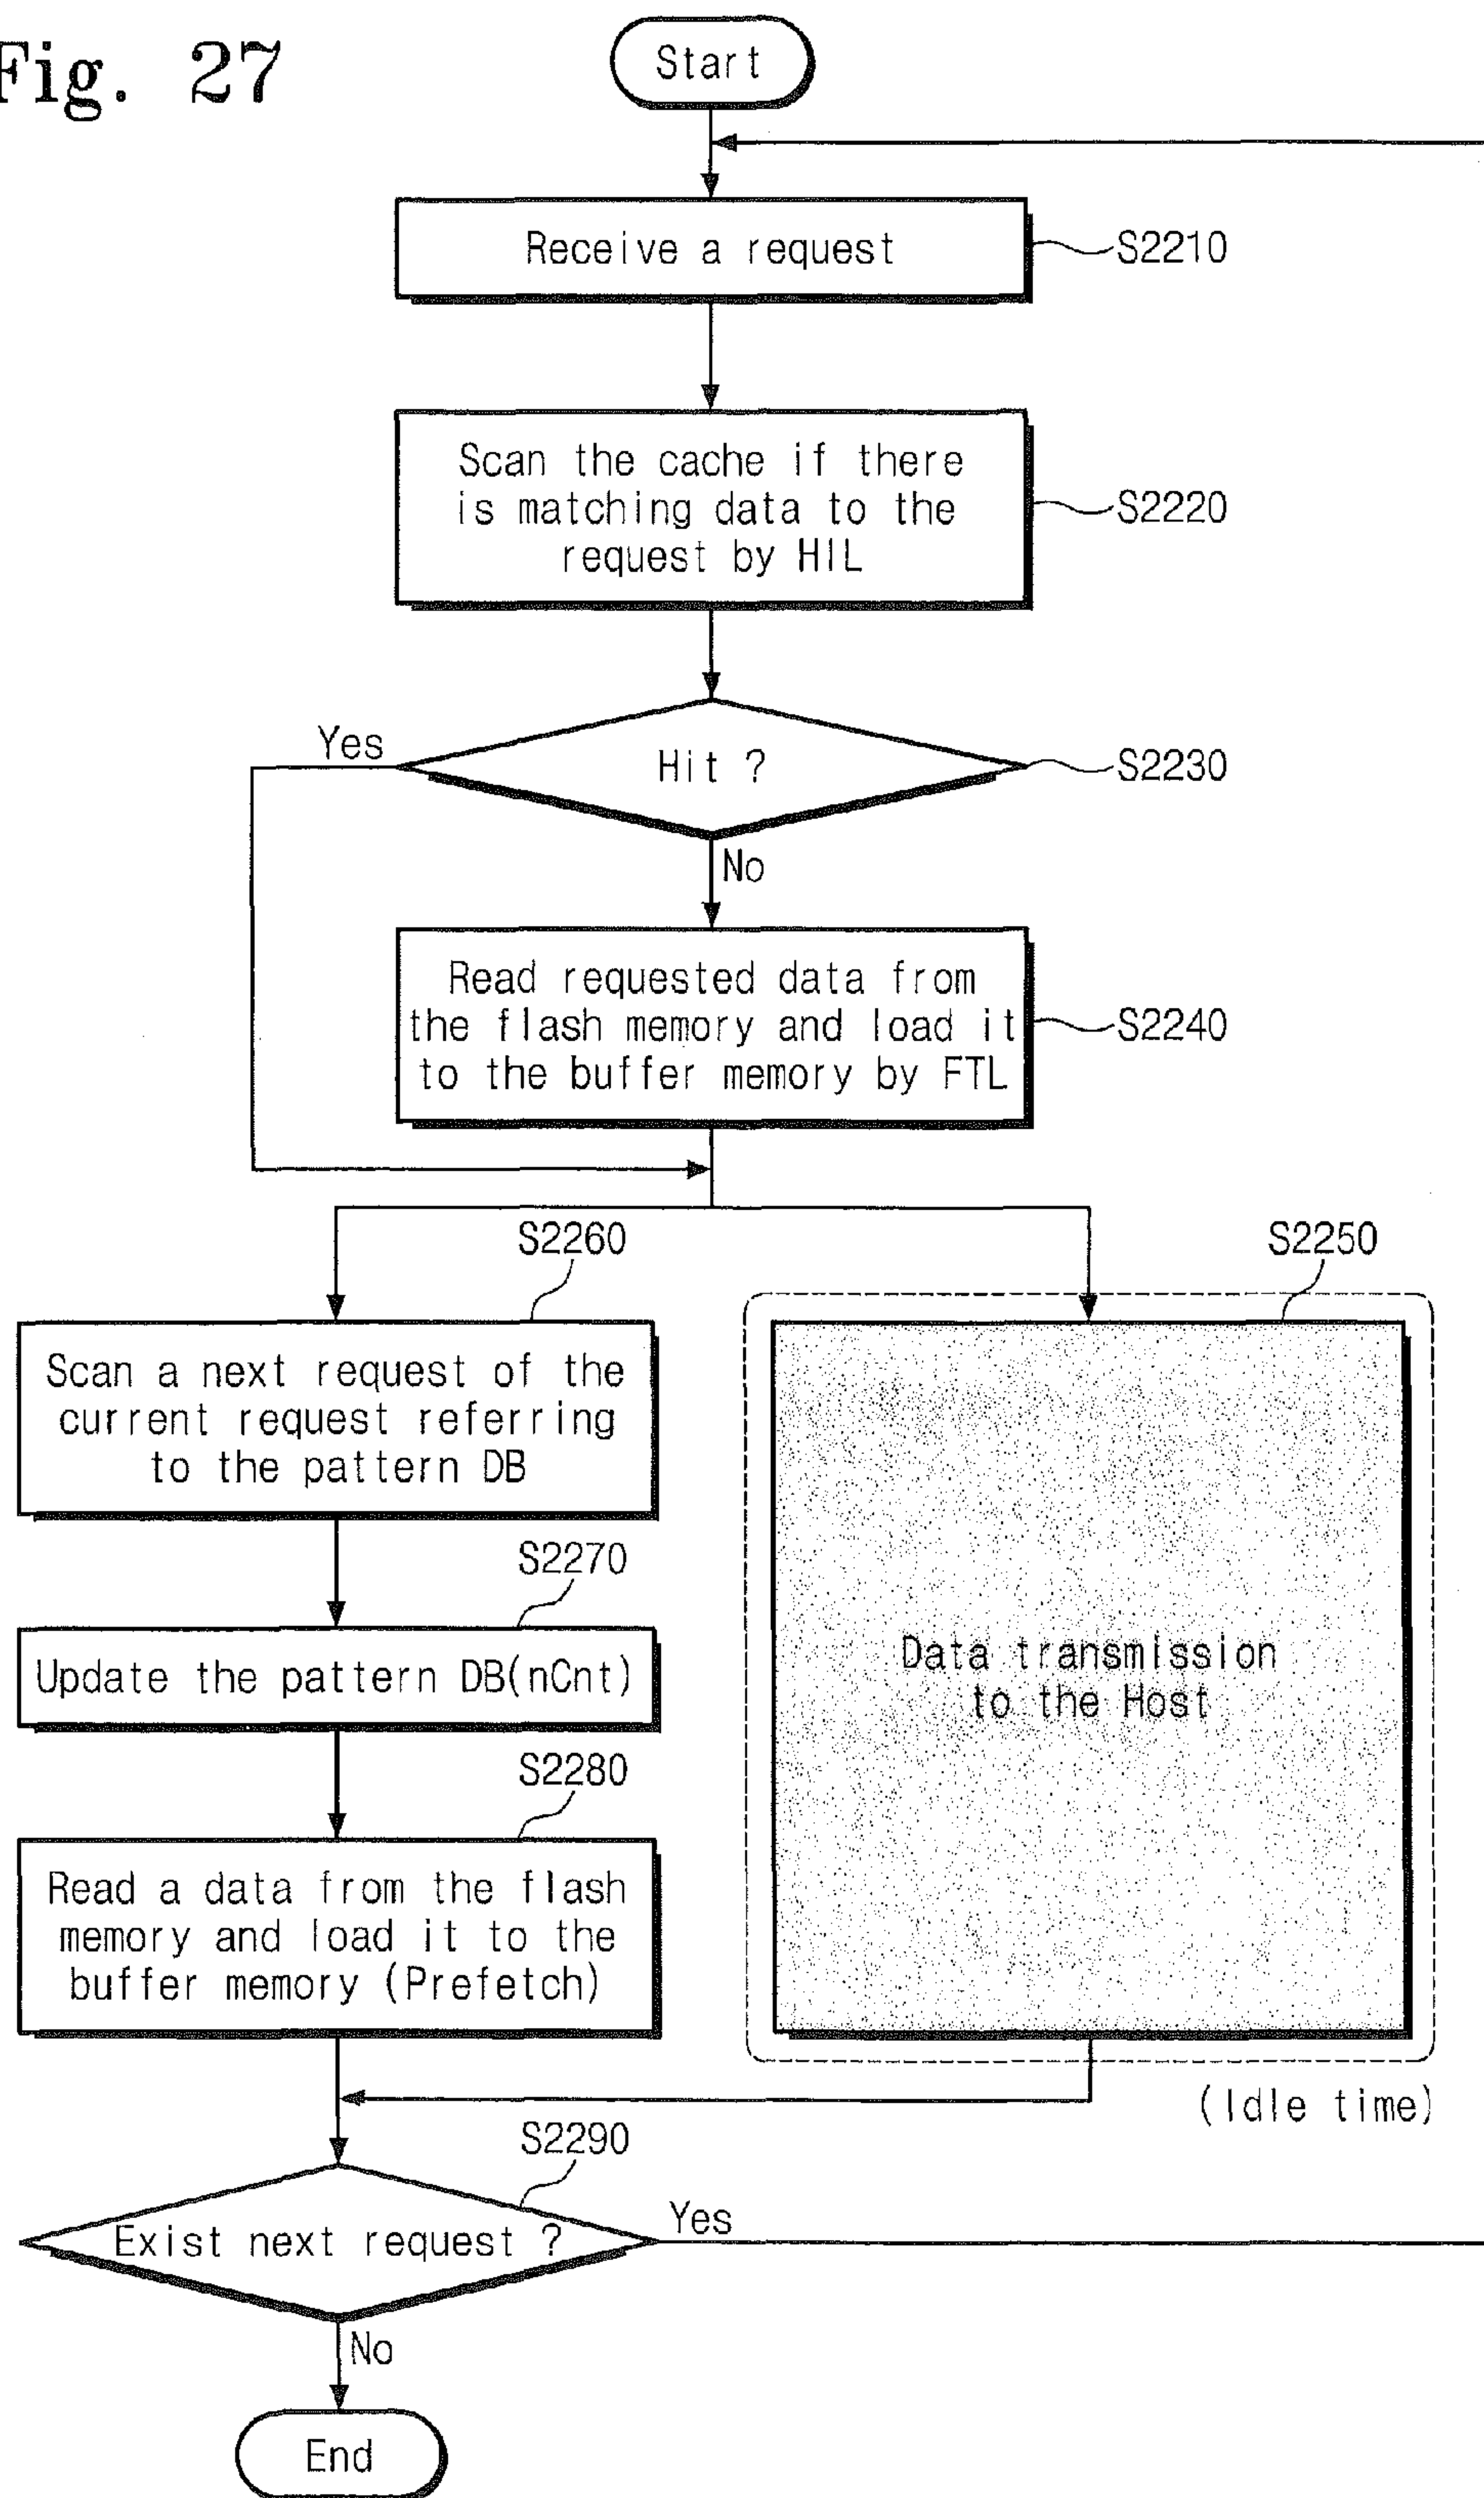 Fig. 27
Start
Receive a request
S2210
Scan the cache if there
is matching data to the
request by HIL
S2220
Yes
Hit ?
S2230
No
Read requested data from
the flash memory and load it
to the buffer memory by FTL
S2240
S2260
S2250
Scan a next request of the
current request referring
to the pattern DB
S2270
Update the pattern DB(nCnt)
Data transmission
to the Host
S2280
Read a data from the flash
memory and load it to the
buffer memory (Prefetch)
(Idle time)
S2290
Exist next request ?
Yes
No
End